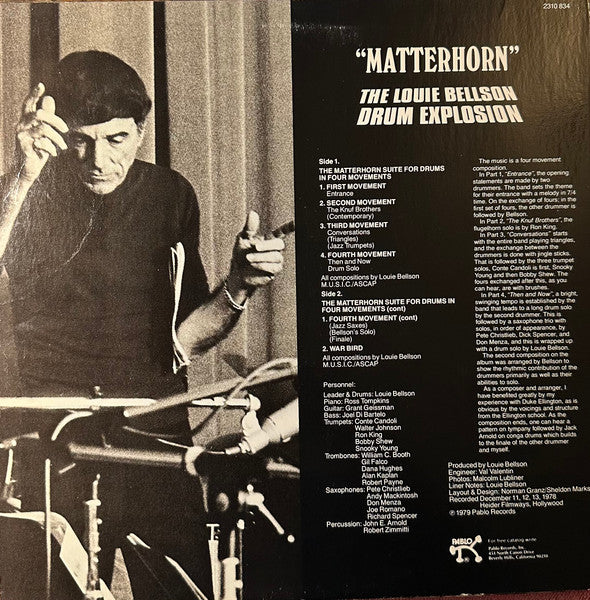 2310 834
“MATTERHORN”
THE LOUIE BELLSON
DRUM EXPLOSION
Side 1.
THE MATTERHORN SUITE FOR DRUMS
IN FOUR MOVEMENTS
1. FIRST MOVEMENT
Entrance
2. SECOND MOVEMENT
The Knuf Brothers
(Contemporary)
3. THIRD MOVEMENT
Conversations
(Triangles)
(Jazz Trumpets)
4. FOURTH MOVEMENT
Then and Now
Drum Solo
All compositions by Louie Bellson
M.U.S.I.C./ASCAP
Side 2.
THE MATTERHORN SUITE FOR DRUMS IN
FOUR MOVEMENTS (cont)
1. FOURTH MOVEMENT (cont)
(Jazz Saxes)
(Bellson's Solo)
(Finale)
2. WAR BIRD
All compositions by Louie Bellson
M.U.S.I.C./ASCAP
Personnel:
Leader & Drums: Louie Bellson
Piano: Ross Tompkins
Guitar: Grant Geissman
Bass: Joel Di Bartelo
Trumpets: Conte Candoli
Walter Johnson
Ron King
Bobby Shew
Snooky Young
Trombones: William C. Booth
Gil Falco
Dana Hughes
Alan Kaplan
Robert Payne
Saxophones: Pete Christlieb
Andy Mackintosh
Don Menza
Joe Romano
Richard Spencer
Percussion: John E. Arnold
Robert Zimmitti
The music is a four movement
composition.
In Part 1, “Entrance”, the opening
statements are made by two
drummers. The band sets the theme
for their entrance with a melody in 7/4
time. On the exchange of fours; in the
first set of fours, the other drummer is
followed by Bellson.
In Part 2, “The Knuf Brothers”, the
flugelhorn solo is by Ron King.
In Part 3, “Conversations” starts
with the entire band playing triangles,
and the exchange between the
drummers is done with jingle sticks.
That is followed by the three trumpet
solos, Conte Candoli is first, Snooky
Young and then Bobby Shew. The
fours exchanged after this, as you
can hear, are with brushes.
In Part 4, “Then and Now”, a bright,
swinging tempo is established by the
band that leads to a long drum solo
by the second drummer. This is
followed by a saxophone trio with
solos, in order of appearance, by
Pete Christlieb, Dick Spencer, and
Don Menza, and this is wrapped up
with a drum solo by Louie Bellson.
The second composition on the
album was arranged by Bellson to
show the rhythmic contribution of the
drummers primarily as well as their
abilities to solo.
As a composer and arranger, I
have benefited greatly by my
experience with Duke Ellington, as is
obvious by the voicings and structure
from the Ellington school. As the
composition ends, one can hear a
pattern on tympany followed by Jack
Arnold on conga drums which builds
to the finale of the other drummer
and myself.
Produced by Louie Bellson
Engineer: Val Valentin
Photos: Malcolm Lubliner
Liner Notes: Louie Bellson
Layout & Design: Norman Granz/Sheldon Marks
Recorded December 11, 12, 13, 1978
Heider Filmways, Hollywood
℗ 1979 Pablo Records
PABLO
For free catalog write
Pablo Records, Inc.
451 North Canon Drive
Beverly Hills, California 90210